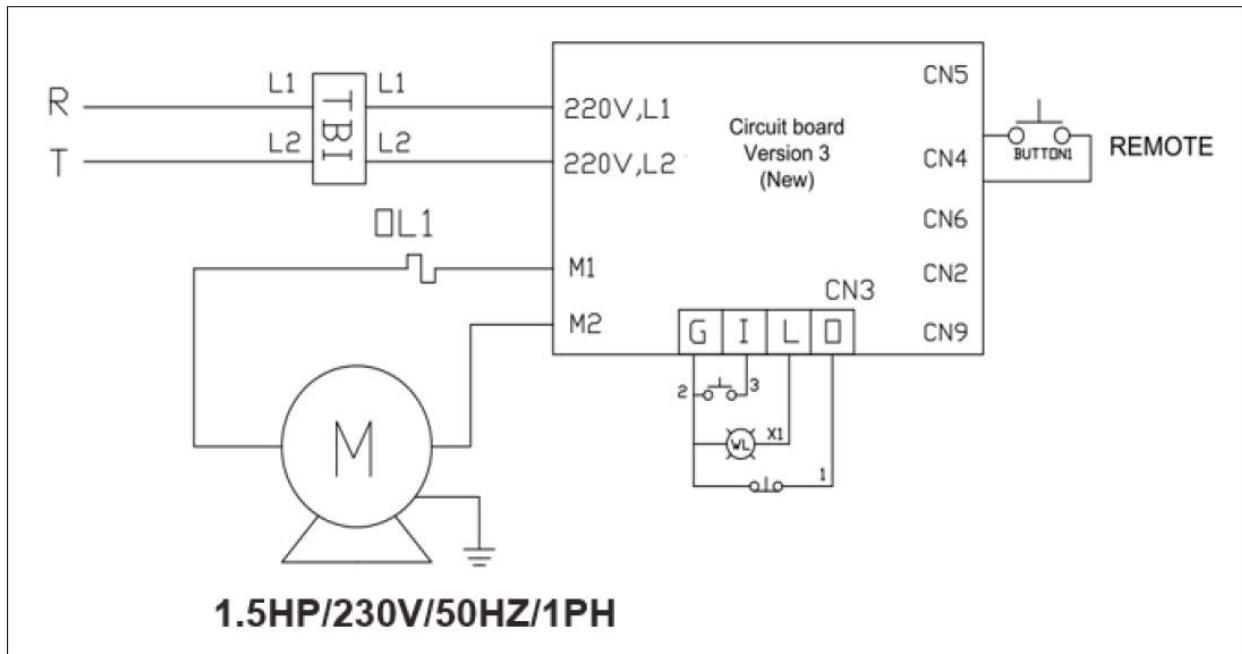 R
T
L1
L2
TBI
L1
L2
220V,L1
220V,L2
Circuit board
Version 3
(New)
CN5
CN4
CN6
CN2
CN9
BUTTON1
REMOTE
OL1
M1
M2
CN3
G I L O
2
3
WL
X1
1
M
1.5HP/230V/50HZ/1PH